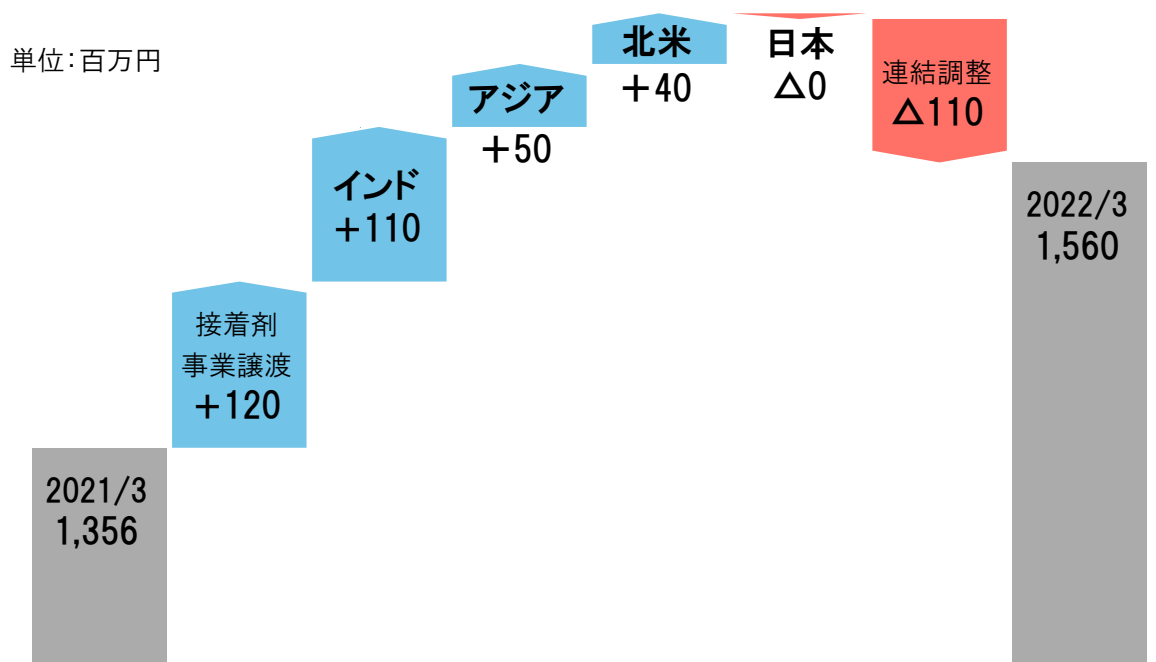 単位：百万円
2021/3
1,356
接着剤
事業譲渡
＋120
インド
＋110
アジア
＋50
北米
＋40
日本
△0
連結調整
△110
2022/3
1,560